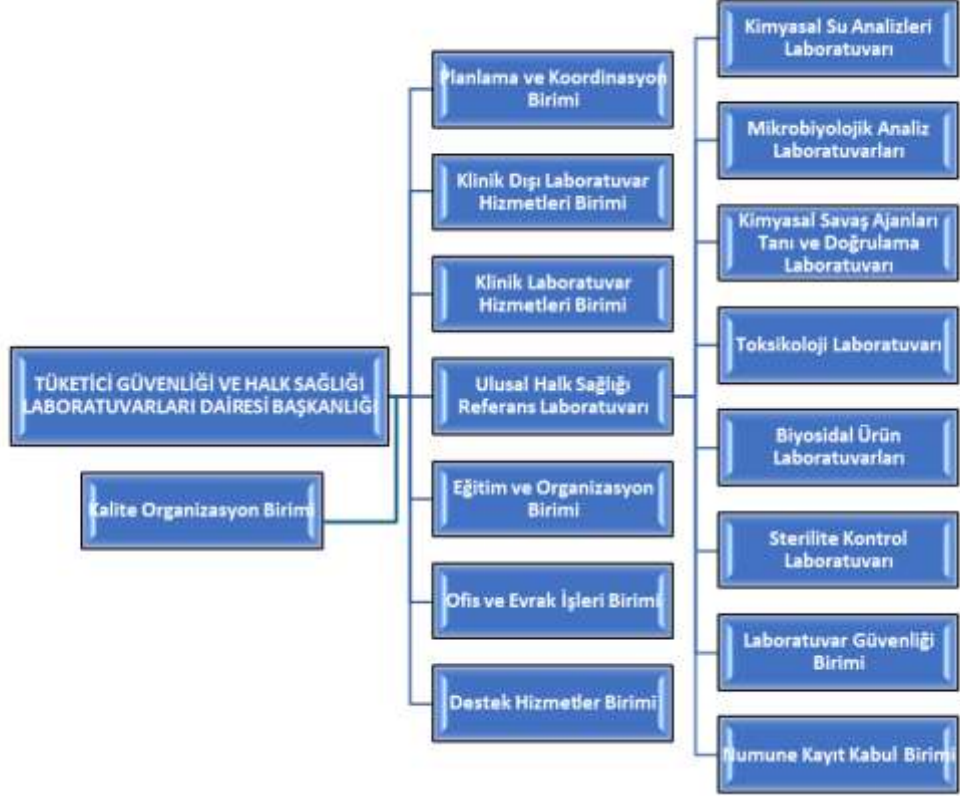 TÜKETİCİ GÜVENLİĞİ VE HALK SAĞLIĞI
LABORATUVARLARI DAİRESİ BAŞKANLIĞI
Kalite Organizasyon Birimi
Planlama ve Koordinasyon
Birimi
Klinik Dışı Laboratuvar
Hizmetleri Birimi
Klinik Laboratuvar
Hizmetleri Birimi
Ulusal Halk Sağlığı
Referans Laboratuvarı
Eğitim ve Organizasyon
Birimi
Ofis ve Evrak İşleri Birimi
Destek Hizmetler Birimi
Kimyasal Su Analizleri
Laboratuvarı
Mikrobiyolojik Analiz
Laboratuvarları
Kimyasal Savaş Ajanları
Tanı ve Doğrulama
Laboratuvarı
Toksikoloji Laboratuvarı
Biyosidal Ürün
Laboratuvarları
Sterilite Kontrol
Laboratuvarı
Laboratuvar Güvenliği
Birimi
Numune Kayıt Kabul Birimi